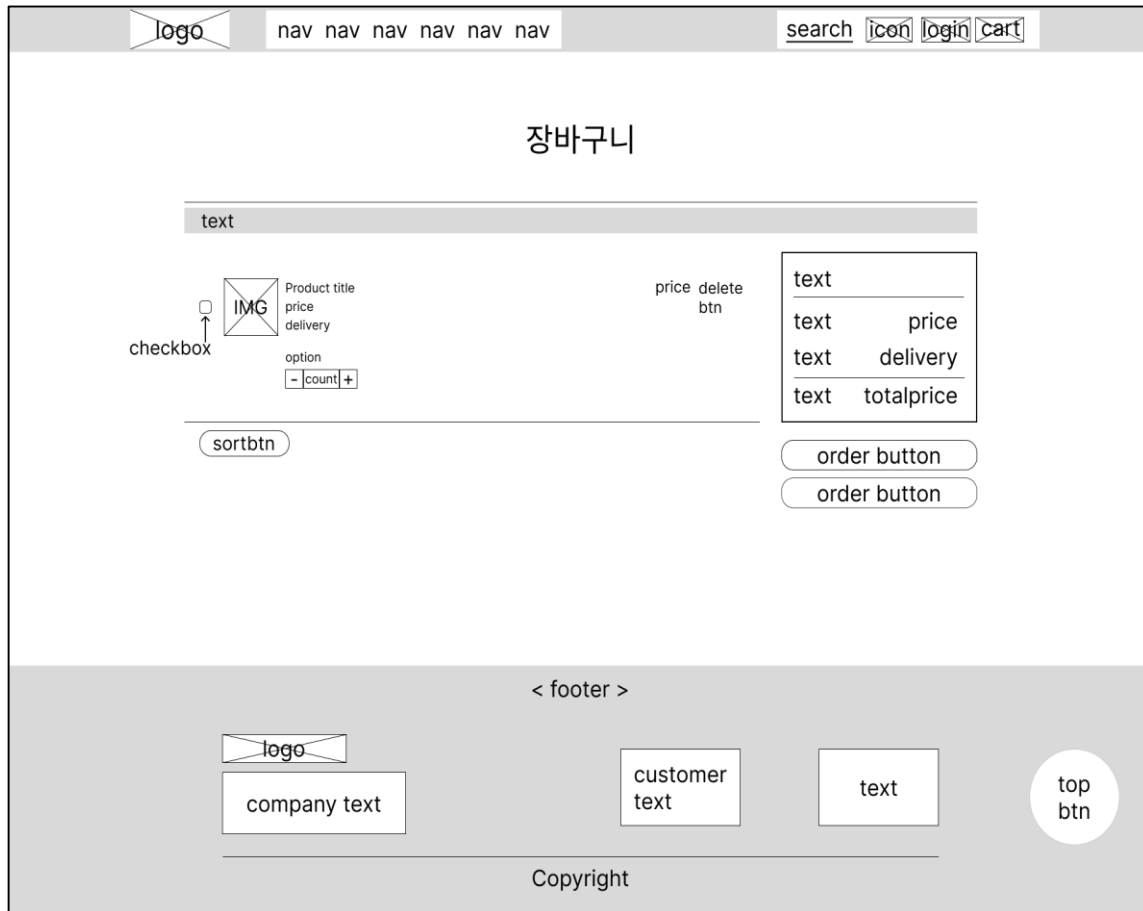 logo nav nav nav nav nav nav search icon login cart
장바구니
text
IMG
Product title
price
delivery
option
- count +
checkbox
price delete
btn
sortbtn
text
text price
text delivery
text totalprice
order button
order button
< footer >
logo
company text
customer
text
text
top
btn
Copyright